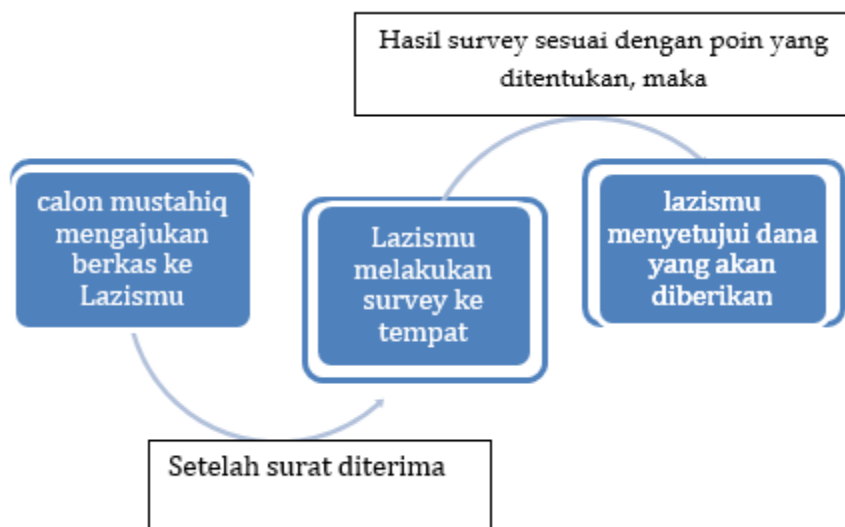 Hasil survey sesuai dengan poin yang
ditentukan, maka
calon mustahiq
mengajukan
berkas ke
Lazismu
Lazismu
melakukan
survey ke
tempat
lazismu
menyetujui dana
yang akan
diberikan
Setelah surat diterima